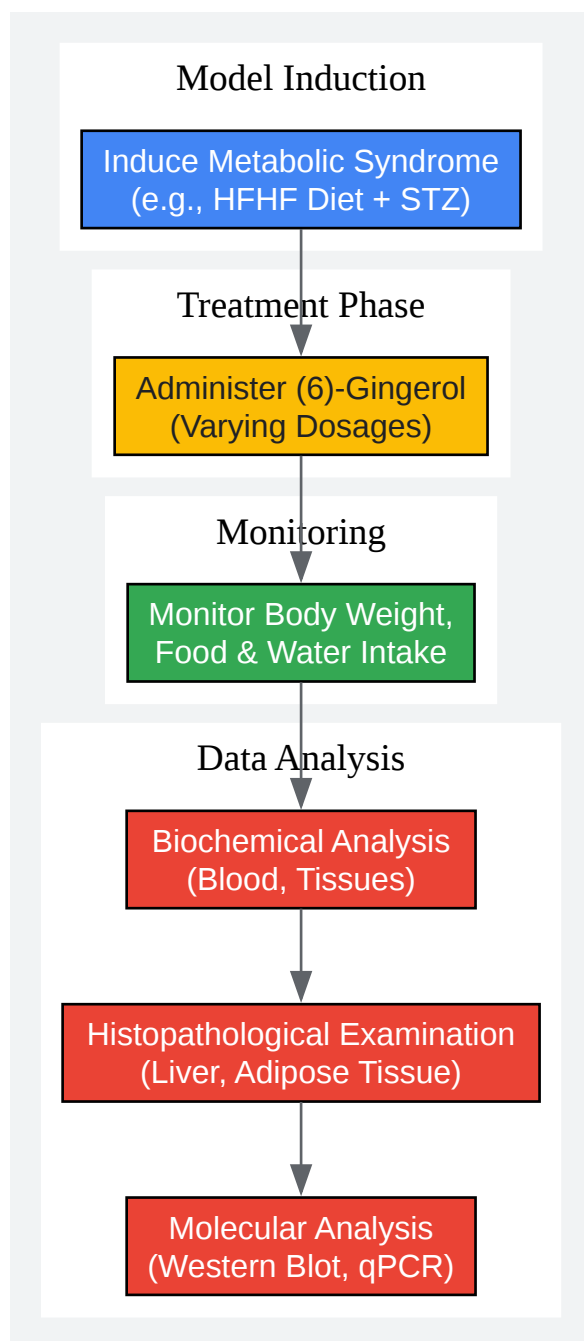 Model Induction
Induce Metabolic Syndrome
(e.g., HFHF Diet + STZ)
Treatment Phase
Administer (6)-Gingerol
(Varying Dosages)
Monitoring
Monitor Body Weight,
Food & Water Intake
Data Analysis
Biochemical Analysis
(Blood, Tissues)
Histopathological Examination
(Liver, Adipose Tissue)
Molecular Analysis
(Western Blot, qPCR)